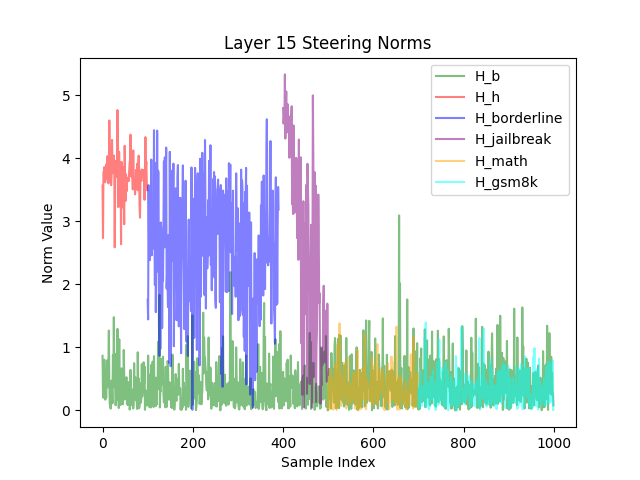 Layer 15 Steering Norms
H_b
H_h
H_borderline
H_jailbreak
H_math
H_gsm8k
Norm Value
5
4
3
2
1
0
0 200 400 600 800 1000
Sample Index